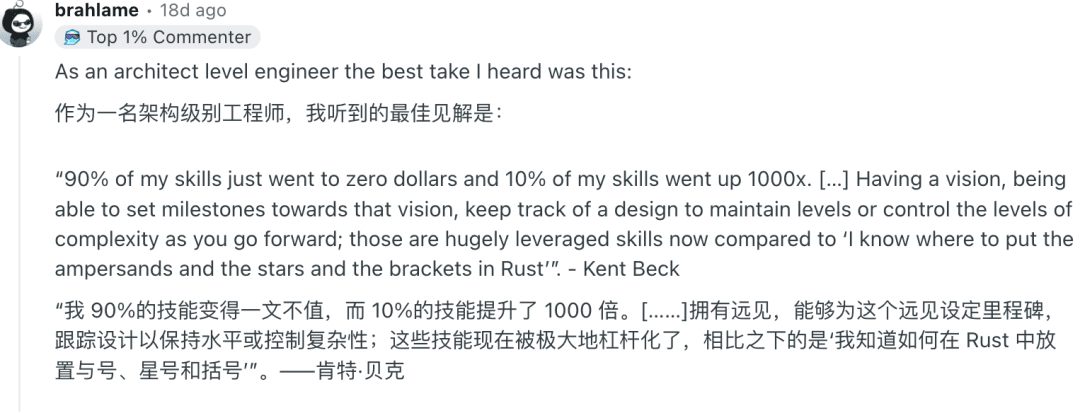 brahlame • 18d ago
Top 1% Commenter
As an architect level engineer the best take I heard was this:
作为一名架构级别工程师，我听到的最佳见解是：
“90% of my skills just went to zero dollars and 10% of my skills went up 1000x. [...] Having a vision, being
able to set milestones towards that vision, keep track of a design to maintain levels or control the levels of
complexity as you go forward; those are hugely leveraged skills now compared to ‘I know where to put the
ampersands and the stars and the brackets in Rust’”. - Kent Beck
“我 90%的技能变得一文不值，而 10%的技能提升了 1000 倍。[……]拥有远见，能够为这个远见设定里程碑，
跟踪设计以保持水平或控制复杂性；这些技能现在被极大地杠杆化了，相比之下的是‘我知道如何在 Rust 中放
置与号、星号和括号’”。——肯特·贝克